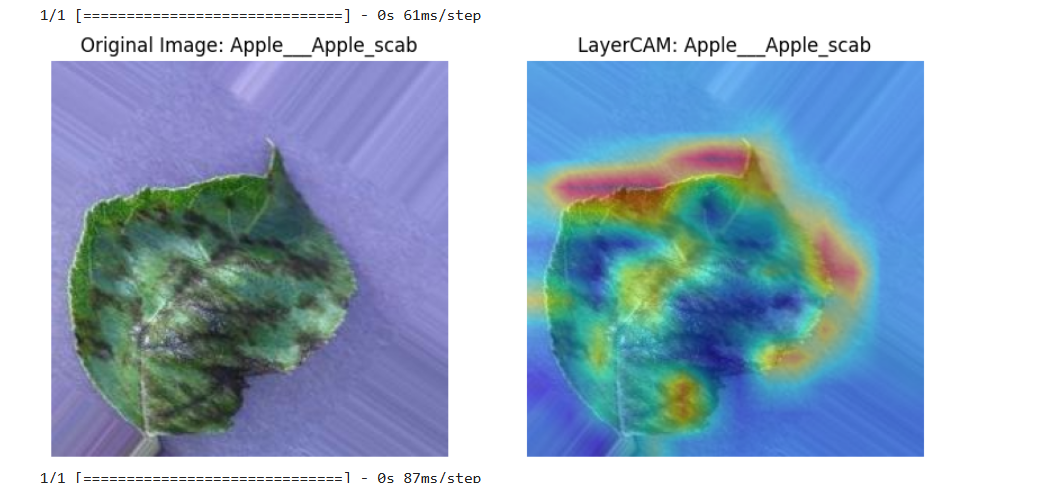 1/1 [==============================] - 0s 61ms/step
Original Image: Apple___Apple_scab
LayerCAM: Apple___Apple_scab
1/1 [==============================] - 0s 87ms/step